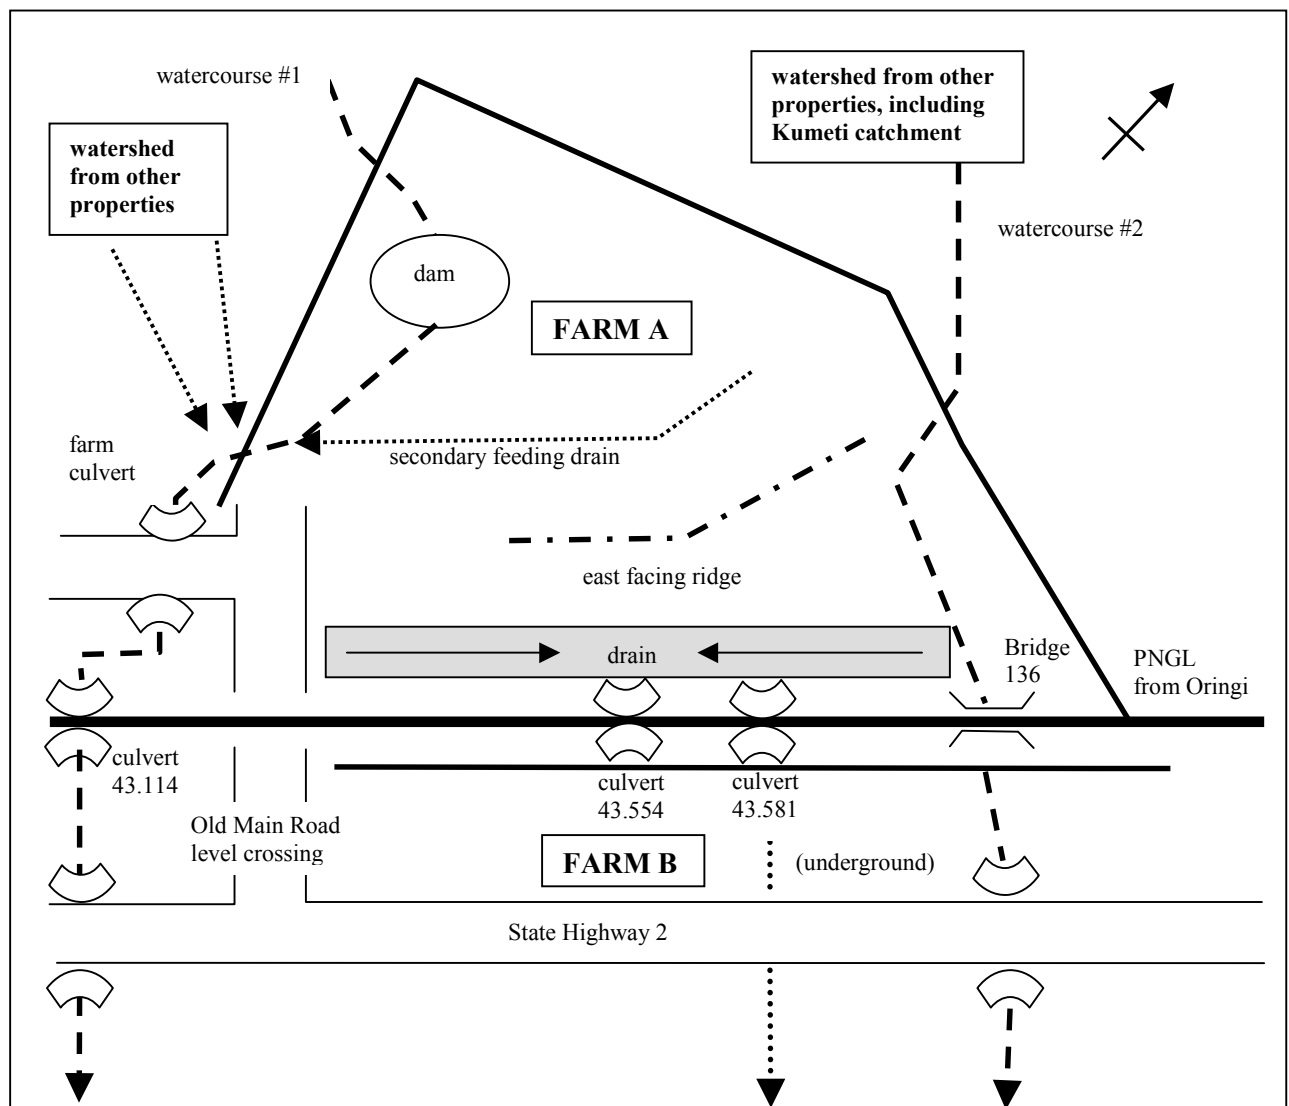 watercourse #1
watershed from other
properties, including
Kumeti catchment
watershed
from other
properties
watercourse #2
dam
FARM A
farm
culvert
secondary feeding drain
east facing ridge
drain
Bridge
136
PNGL
from Oringi
culvert
43.114
culvert
43.554
culvert
43.581
Old Main Road
level crossing
FARM B
(underground)
State Highway 2